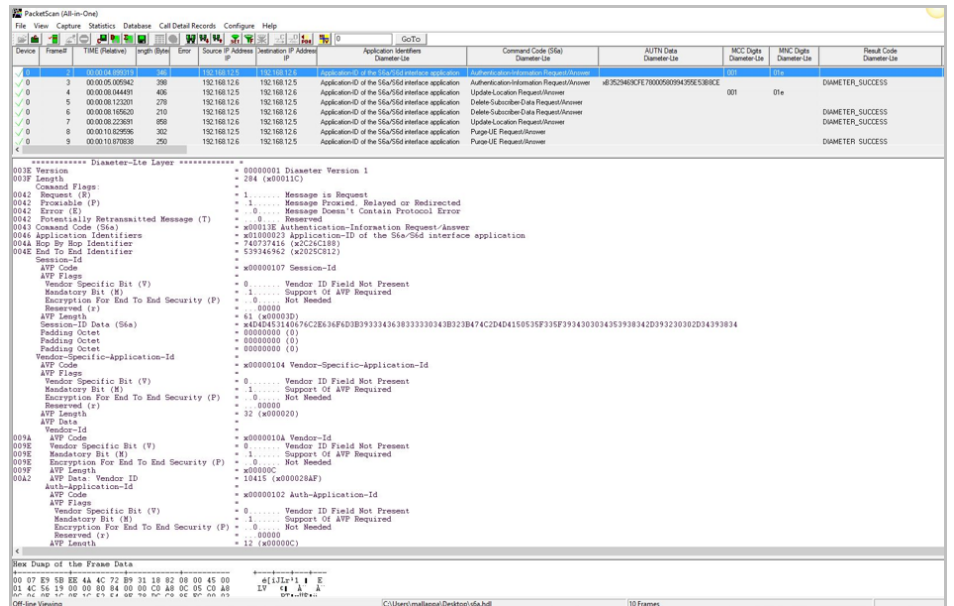 PacketScan (All-in-One)
File View Capture Statistics Database Call Detail Records Configure Help
0 GoTo
Device Frame# TIME (Relative) ength (Byte Error Source IP Address Destination IP Address Application Identifiers Command Code (S6a) AUTN Data MCC Digits MNC Digits Result Code
IP IP Diameter-Lte Diameter-Lte Diameter-Lte Diameter-Lte Diameter-Lte Diameter-Lte
0 2 00:00:04.899319 346 192.168.12.5 192.168.12.6 Application-ID of the S6a/S6d interface application Authentication-Information Request/Answer 001 01e
0 3 00:00:05.005942 398 192.168.12.6 192.168.12.5 Application-ID of the S6a/S6d interface application Authentication-Information Request/Answer DIAMETER_SUCCESS
0 4 00:00:08.044491 406 192.168.12.5 192.168.12.6 Application-ID of the S6a/S6d interface application Update-Location Request/Answer 001 01e
0 5 00:00:08.123201 278 192.168.12.6 192.168.12.5 Application-ID of the S6a/S6d interface application Delete-Subscriber-Data Request/Answer
0 6 00:00:08.165620 210 192.168.12.5 192.168.12.6 Application-ID of the S6a/S6d interface application Delete-Subscriber-Data Request/Answer DIAMETER_SUCCESS
0 7 00:00:08.223691 858 192.168.12.6 192.168.12.5 Application-ID of the S6a/S6d interface application Update-Location Request/Answer DIAMETER_SUCCESS
0 8 00:00:10.829596 302 192.168.12.5 192.168.12.6 Application-ID of the S6a/S6d interface application Purge-UE Request/Answer
0 9 00:00:10.870838 250 192.168.12.6 192.168.12.5 Application-ID of the S6a/S6d interface application Purge-UE Request/Answer DIAMETER SUCCESS
************ Diameter-Lte Layer ************ =
003E Version = 00000001 Diameter Version 1
003F Length = 284 (x00011C)
Command Flags: =
0042 Request (R) = 1....... Message is Request
0042 Proxiable (P) = .1...... Message Proxied, Relayed or Redirected
0042 Error (E) = ..0..... Message Doesn't Contain Protocol Error
0042 Potentially Retransmitted Message (T) = ...0.... Reserved
0043 Command Code (S6a) = x00013E Authentication-Information Request/Answer
0046 Application Identifiers = x01000023 Application-ID of the S6a/S6d interface application
004A Hop By Hop Identifier = 740737416 (x2C26C188)
004E End To End Identifier = 539346962 (x2025C812)
Session-Id =
AVP Code = x00000107 Session-Id
AVP Flags =
Vendor Specific Bit (V) = 0....... Vendor ID Field Not Present
Mandatory Bit (M) = .1...... Support Of AVP Required
Encryption For End To End Security (P) = ..0..... Not Needed
Reserved (r) = ...00000
AVP Length = 61 (x00003D)
Session-ID Data (S6a)
Padding Octet = 00000000 (0)
Padding Octet = 00000000 (0)
Padding Octet = 00000000 (0)
Vendor-Specific-Application-Id =
AVP Code = x00000104 Vendor-Specific-Application-Id
AVP Flags =
Vendor Specific Bit (V) = 0....... Vendor ID Field Not Present
Mandatory Bit (M) = .1...... Support Of AVP Required
Encryption For End To End Security (P) = ..0..... Not Needed
Reserved (r) = ...00000
AVP Length = 32 (x000020)
AVP Data =
Vendor-Id =
009A AVP Code = x0000010A Vendor-Id
009E Vendor Specific Bit (V) = 0....... Vendor ID Field Not Present
009E Mandatory Bit (M) = .1...... Support Of AVP Required
009E Encryption For End To End Security (P) = ..0..... Not Needed
009F AVP Length = x00000C
00A2 AVP Data: Vendor ID = 10415 (x000028AF)
Auth-Application-Id =
AVP Code = x00000102 Auth-Application-Id
AVP Flags =
Vendor Specific Bit (V) = 0....... Vendor ID Field Not Present
Mandatory Bit (M) = .1...... Support Of AVP Required
Encryption For End To End Security (P) = ..0..... Not Needed
Reserved (r) = ...00000
AVP Length = 12 (x00000C)
Hex Dump of the Frame Data
00 07 E9 5B EE 4A 4C 72 B9 31 18 82 08 00 45 00
01 4C 56 19 00 00 80 84 00 00 C0 A8 0C 05 C0 A8
Off-line Viewing C:\Users\mallappa\Desktop\s6a.hdl 10 Frames